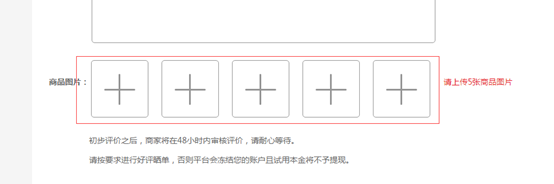 商品图片：
请上传5张商品图片
初步评价之后，商家将在48小时内审核评价，请耐心等待。
请按要求进行好评晒单，否则平台会冻结您的账户且试用本金将不予提现。